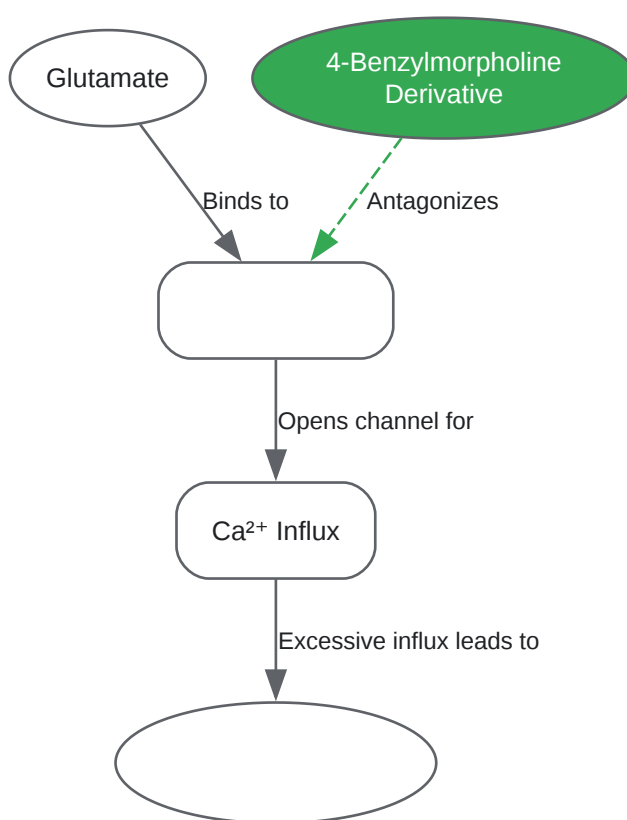 Glutamate
4-Benzylmorpholine
Derivative
Binds to
Antagonizes
Opens channel for
Ca²⁺ Influx
Excessive influx leads to